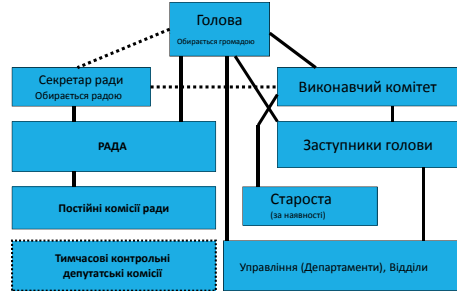 Голова
Обирається громадою
Секретар ради
Обирається радою
Виконавчий комітет
РАДА
Заступники голови
Постійні комісії ради
Староста
(за наявності)
Тимчасові контрольні
депутатські комісії
Управління (Департаменти), Відділи